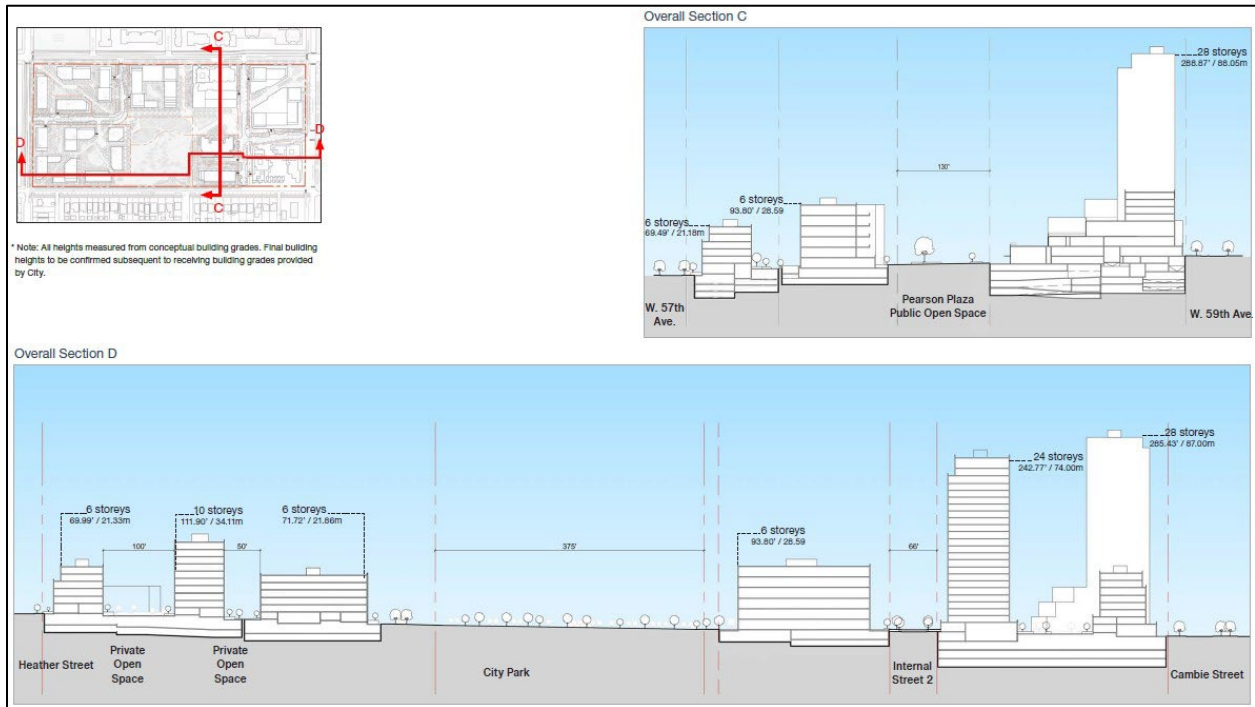 Overall Section C
C
D
D
C
* Note: All heights measured from conceptual building grades. Final building
heights to be confirmed subsequent to receiving building grades provided
by City.
28 storeys
288.87' / 88.05m
130'
6 storeys
93.80' / 28.59
6 storeys
69.49' / 21.18m
W. 57th
Ave.
Pearson Plaza
Public Open Space
W. 59th Ave.
Overall Section D
28 storeys
285.43' / 87.00m
24 storeys
242.77' / 74.00m
6 storeys
69.99' / 21.33m
10 storeys
111.90' / 34.11m
6 storeys
71.72' / 21.86m
6 storeys
93.80' / 28.59
100'
50'
375'
66'
Heather Street
Private
Open
Space
Private
Open
Space
City Park
Internal
Street 2
Cambie Street